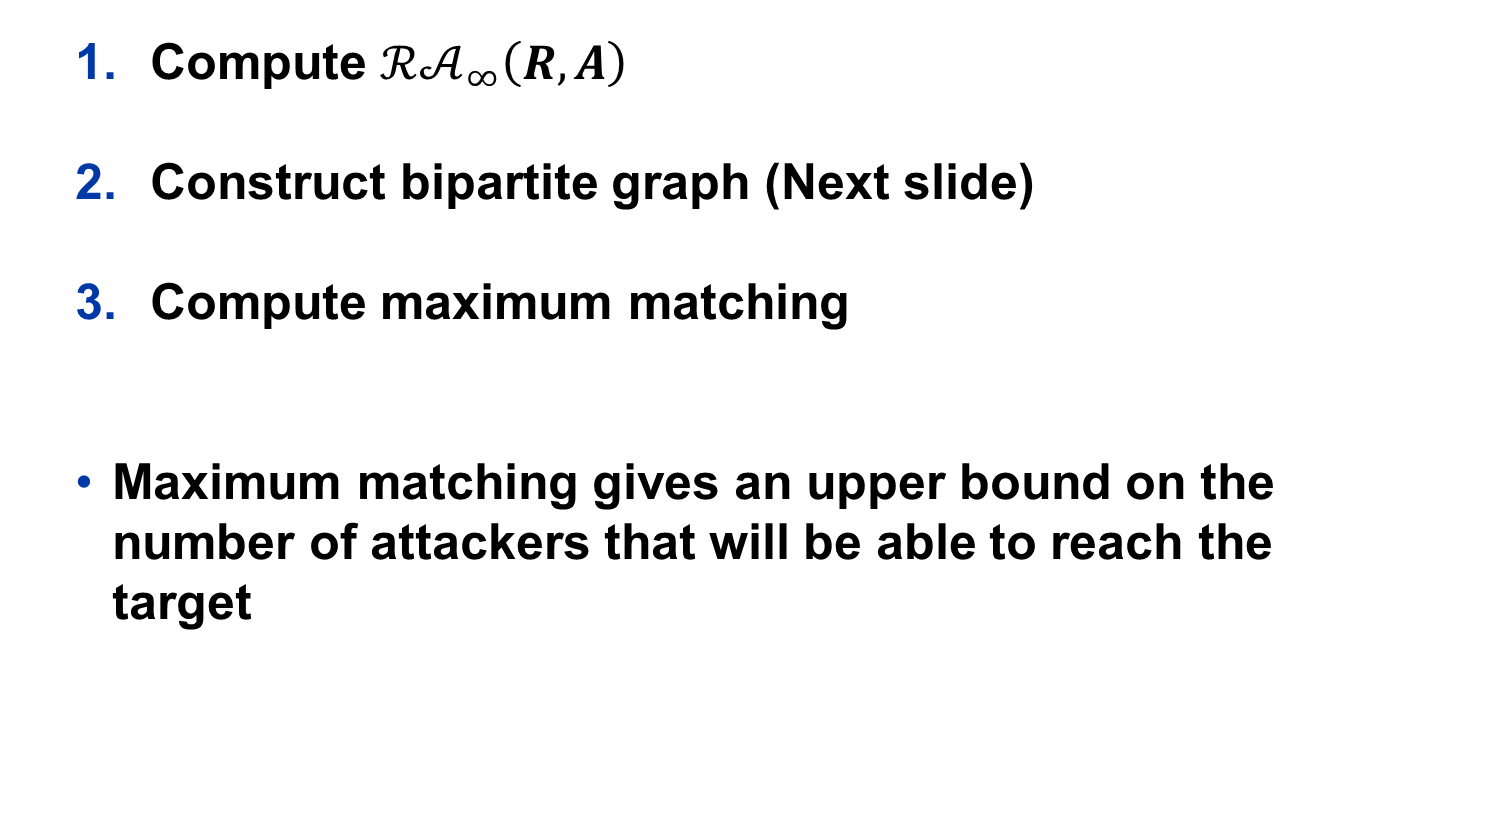 1. Compute ℛ𝒜∞(𝑹, 𝑨)
2. Construct bipartite graph (Next slide)
3. Compute maximum matching
• Maximum matching gives an upper bound on the
number of attackers that will be able to reach the
target